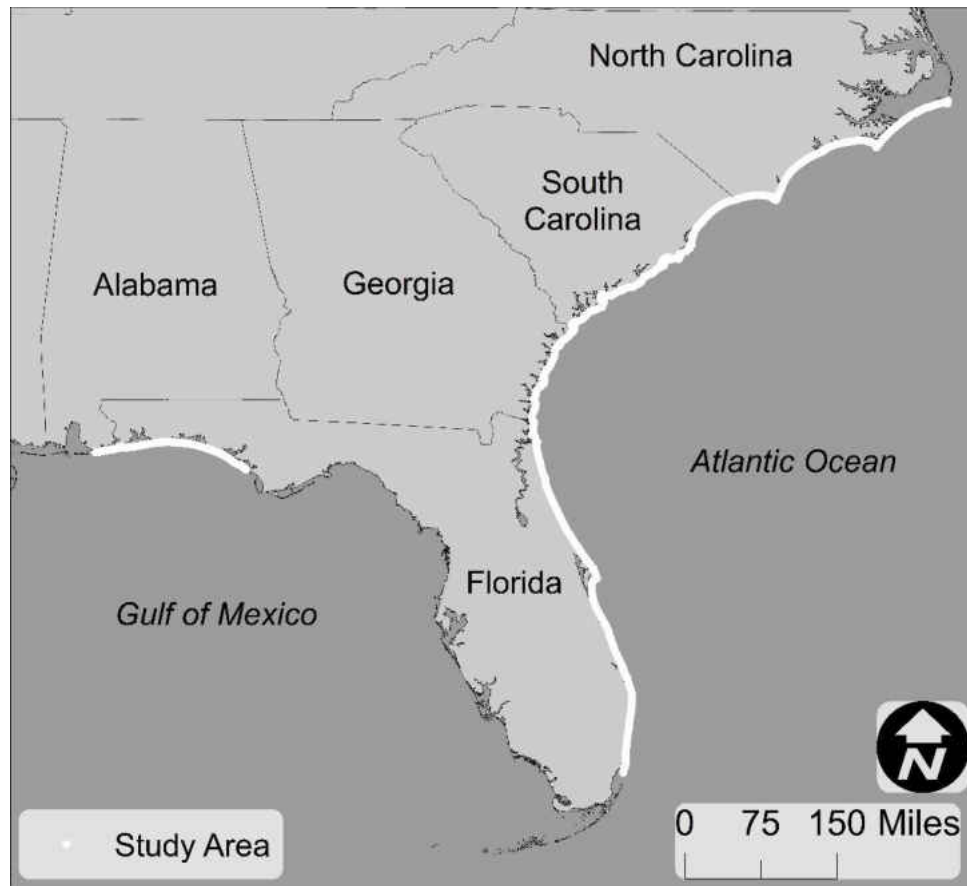 North Carolina
South
Carolina
Alabama
Georgia
Atlantic Ocean
Florida
Gulf of Mexico
N
0 75 150 Miles
Study Area